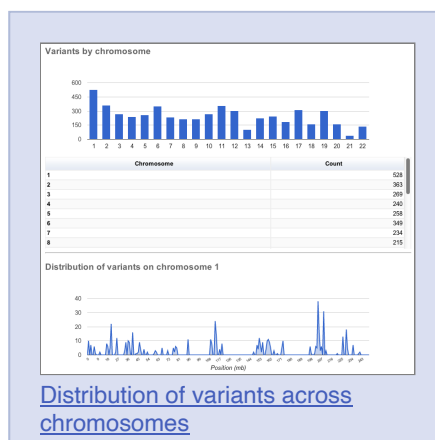 Variants by chromosome
600
450
300
150
0
1 2 3 4 5 6 7 8 9 10 11 12 13 14 15 16 17 18 19 20 21 22
Chromosome Count
1 528
2 363
3 269
4 240
5 258
6 349
7 234
8 215
Distribution of variants on chromosome 1
40
30
20
10
0
Position (mb)
Distribution of variants across
chromosomes